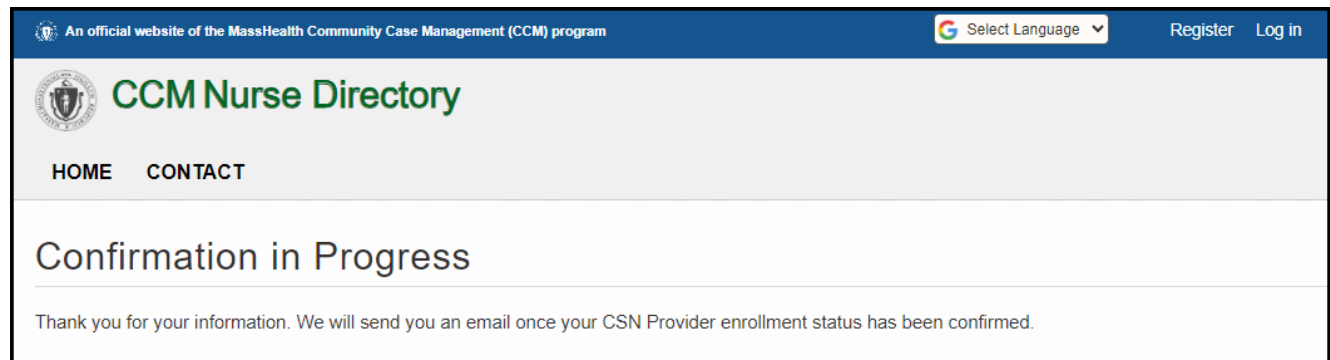 An official website of the MassHealth Community Case Management (CCM) program
Select Language
Register Log in
CCM Nurse Directory
HOME CONTACT
Confirmation in Progress
Thank you for your information. We will send you an email once your CSN Provider enrollment status has been confirmed.